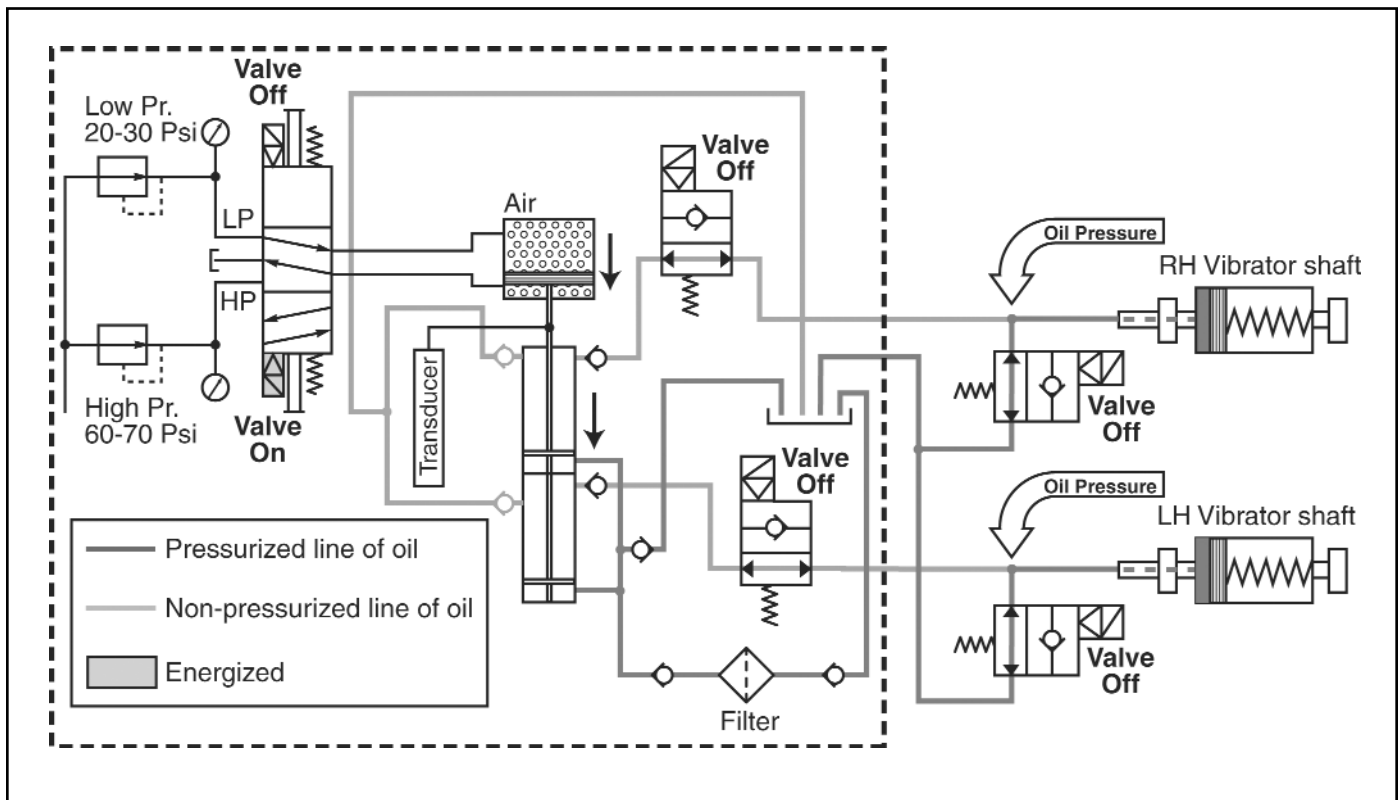 Valve
Off
Low Pr.
20-30 Psi
LP
HP
High Pr.
60-70 Psi
Valve
On
Air
Valve
Off
Transducer
Oil Pressure
RH Vibrator shaft
Valve
Off
Valve
Off
Oil Pressure
LH Vibrator shaft
Valve
Off
Filter
Pressurized line of oil
Non-pressurized line of oil
Energized